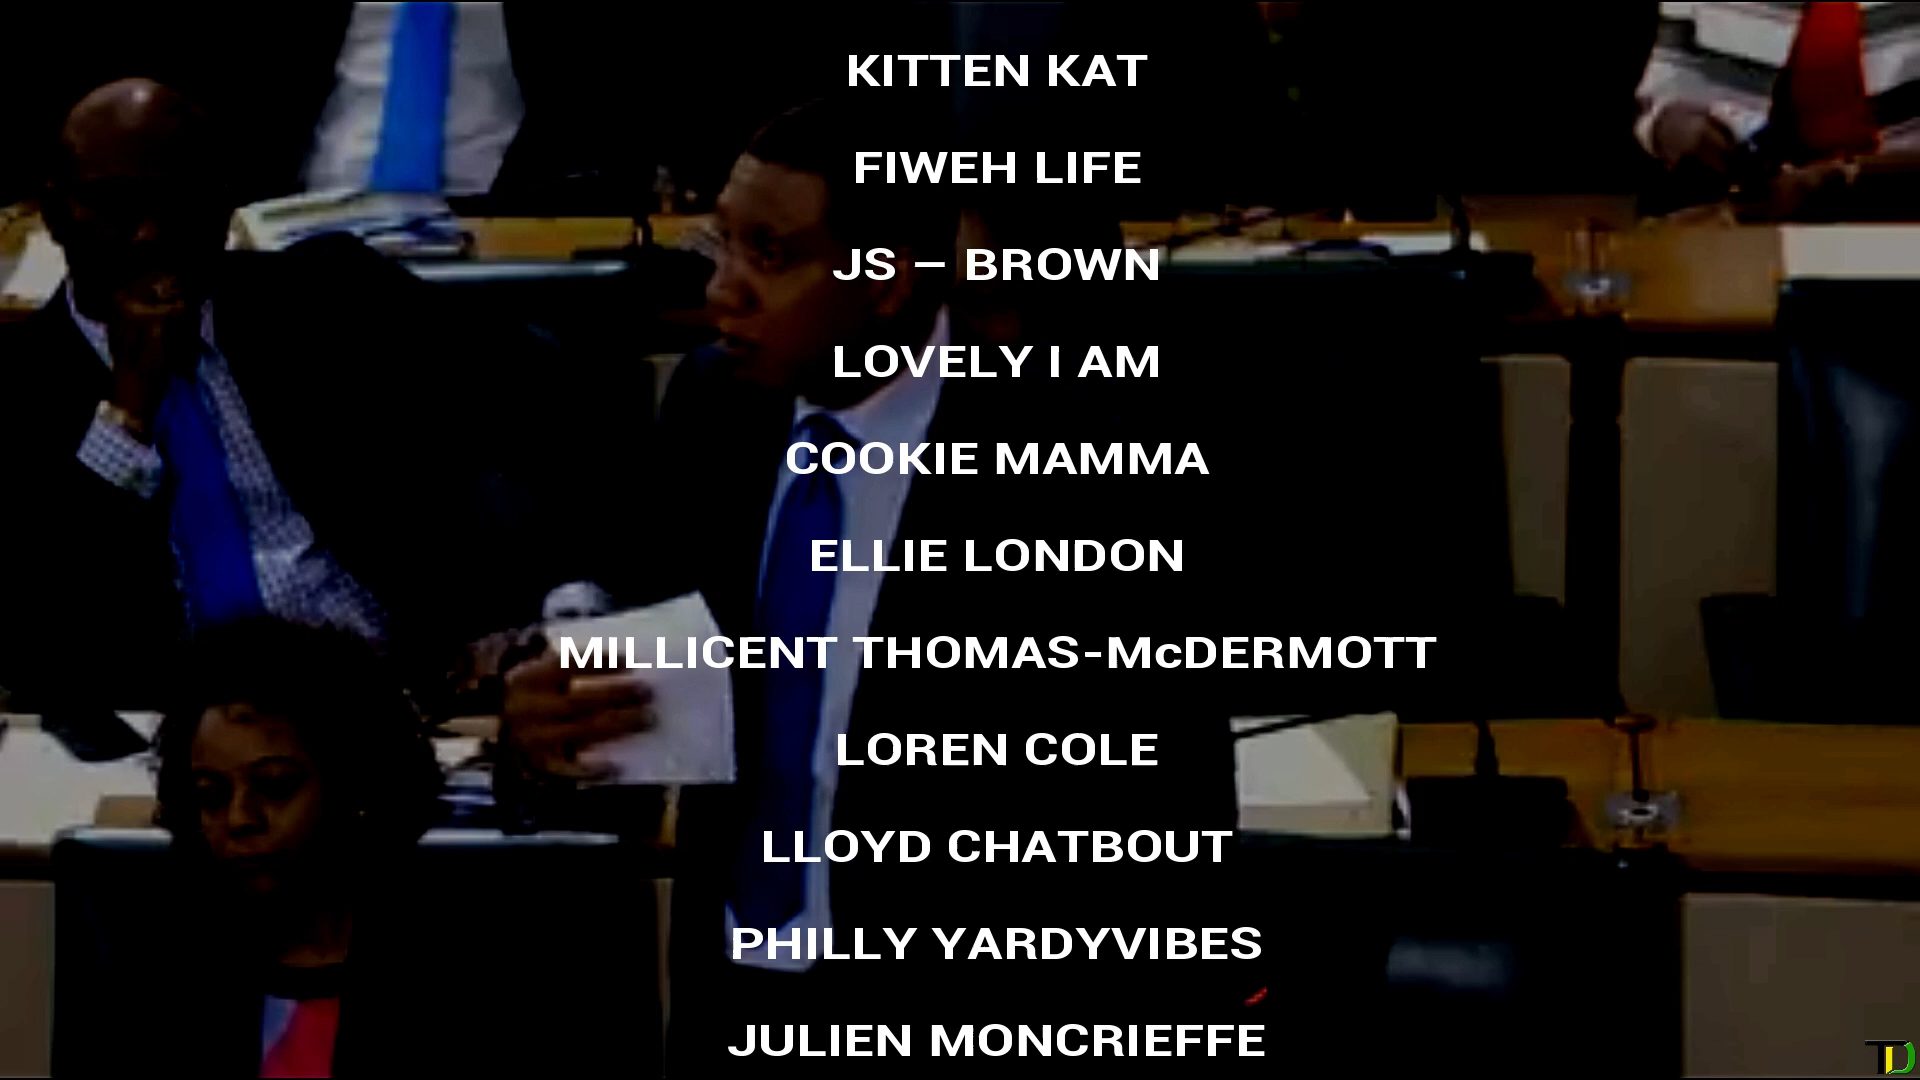 KITTEN KAT
FIWEH LIFE
JS – BROWN
LOVELY I AM
COOKIE MAMMA
ELLIE LONDON
MILLICENT THOMAS-McDERMOTT
LOREN COLE
LLOYD CHATBOUT
PHILLY YARDYVIBES
JULIEN MONCRIEFFE
TD